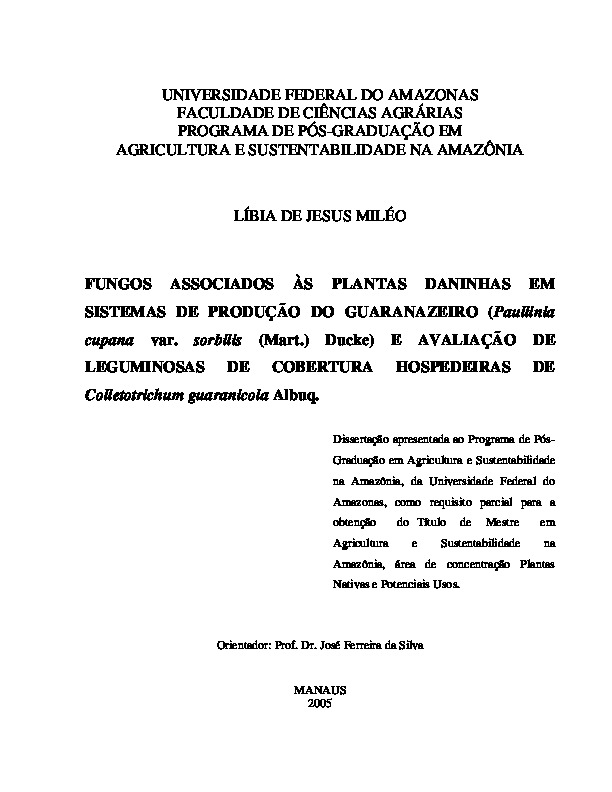 UNIVERSIDADE FEDERAL DO AMAZONAS
FACULDADE DE CIÊNCIAS AGRÁRIAS
PROGRAMA DE PÓS-GRADUAÇÃO EM
AGRICULTURA E SUSTENTABILIDADE NA AMAZÔNIA
LÍBIA DE JESUS MILÉO
FUNGOS ASSOCIADOS ÀS PLANTAS DANINHAS EM
SISTEMAS DE PRODUÇÃO DO GUARANAZEIRO (Paullinia
cupana var. sorbilis (Mart.) Ducke) E AVALIAÇÃO DE
LEGUMINOSAS DE COBERTURA HOSPEDEIRAS DE
Colletotrichum guaranicola Albuq.
Dissertação apresentada ao Programa de Pós-
Graduação em Agricultura e Sustentabilidade
na Amazônia, da Universidade Federal do
Amazonas, como requisito parcial para a
obtenção do Título de Mestre em
Agricultura e Sustentabilidade na
Amazônia, área de concentração Plantas
Nativas e Potenciais Usos.
Orientador: Prof. Dr. José Ferreira da Silva
MANAUS
2005